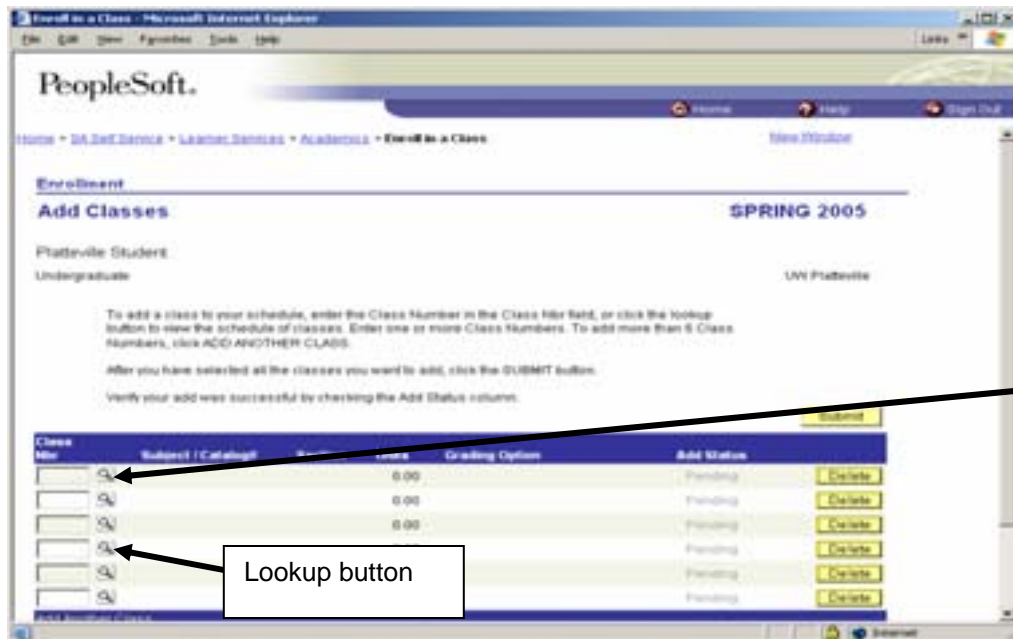 Enroll in a Class - Microsoft Internet Explorer
File Edit View Favorites Tools Help
Links »
PeopleSoft.
Home Help Sign Out
Home > SA Self Service > Learner Services > Academics > Enroll in a Class
New Window
Enrollment
Add Classes SPRING 2005
Platteville Student
Undergraduate UW Platteville
To add a class to your schedule, enter the Class Number in the Class Nbr field, or click the lookup
button to view the schedule of classes. Enter one or more Class Numbers. To add more than 6 Class
Numbers, click ADD ANOTHER CLASS.
After you have selected all the classes you want to add, click the SUBMIT button.
Verify your add was successful by checking the Add Status column.
Submit
Class
Nbr Subject / Catalog# Section Units Grading Option Add Status
0.00 Pending Delete
0.00 Pending Delete
0.00 Pending Delete
Pending Delete
Lookup button
Pending Delete
Pending Delete
Add Another Class
Internet